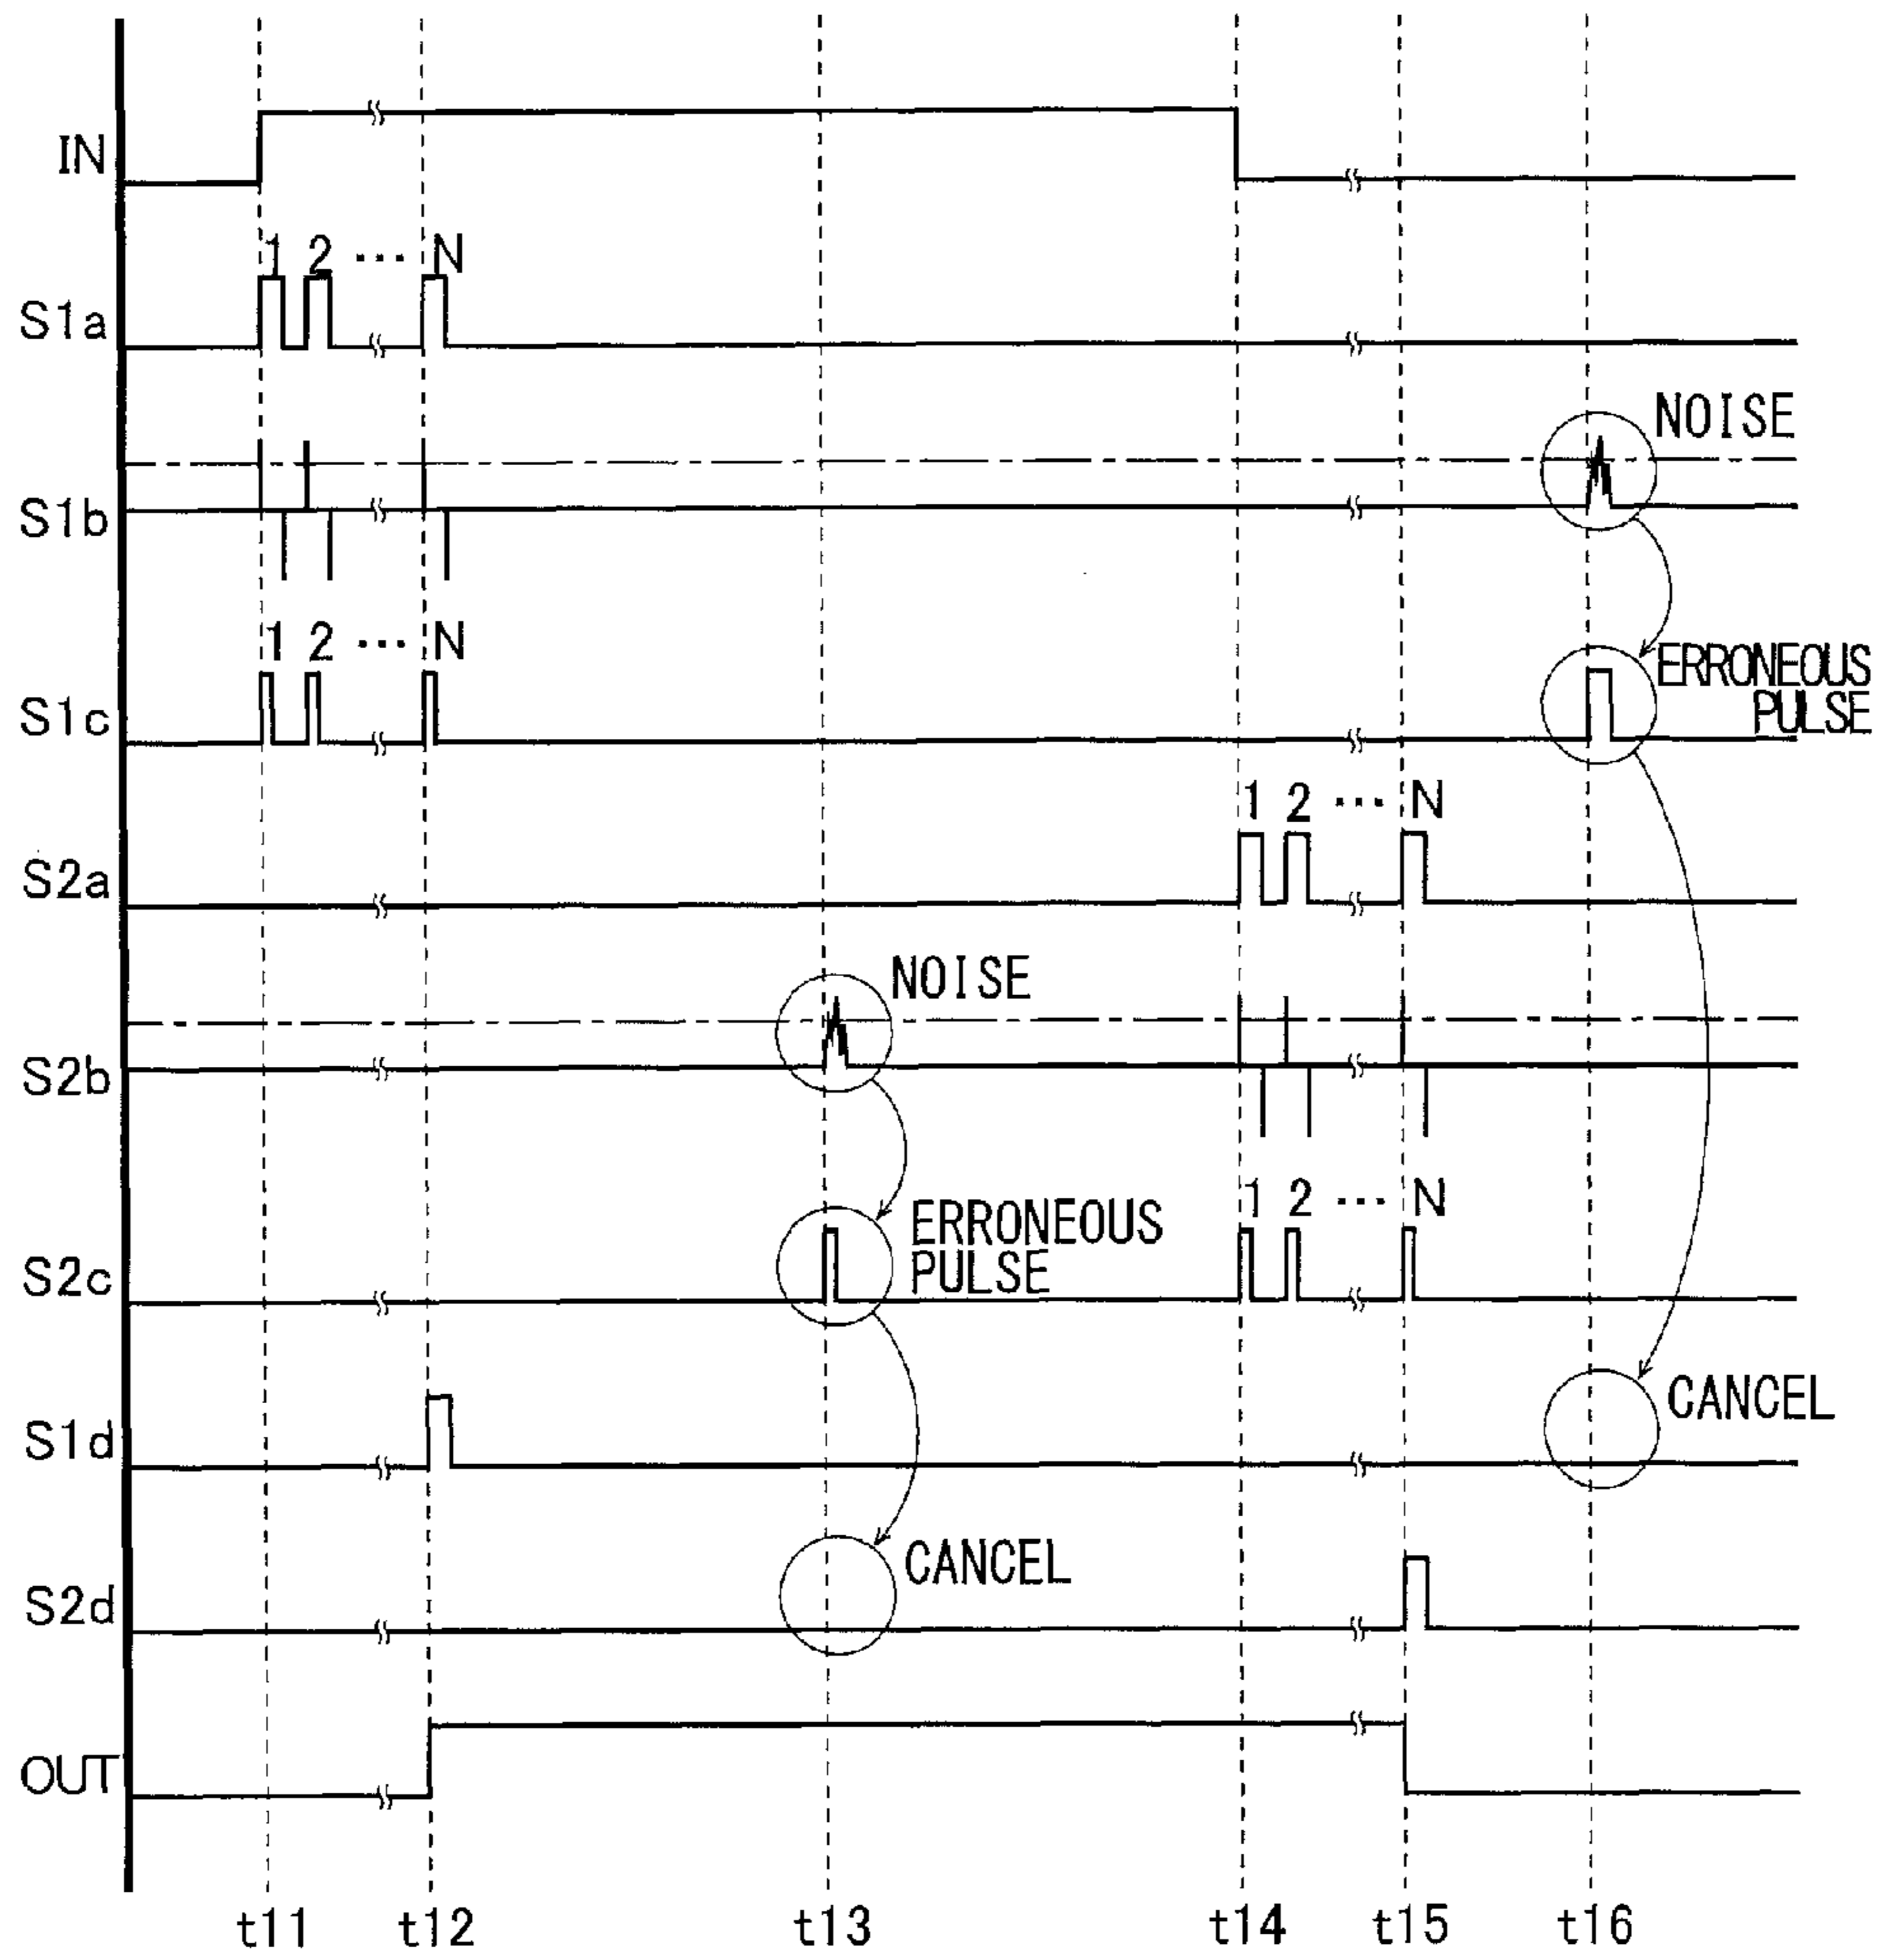 IN
1 2 ... N
S1a
NOISE
S1b
1 2 ... N
ERRONEOUS
PULSE
S1c
1 2 ... N
S2a
NOISE
S2b
1 2 ... N
ERRONEOUS
PULSE
S2c
CANCEL
S1d
CANCEL
S2d
OUT
t11 t12 t13 t14 t15 t16